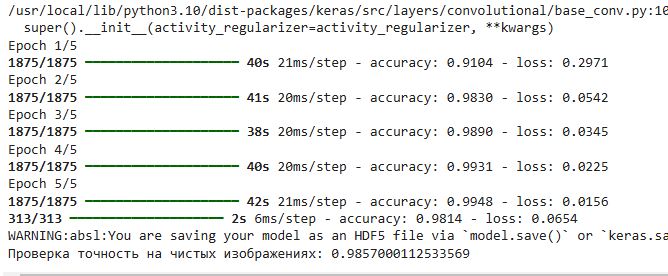 /usr/local/lib/python3.10/dist-packages/keras/src/layers/convolutional/base_conv.py:10
super().__init__(activity_regularizer=activity_regularizer, **kwargs)
Epoch 1/5
1875/1875 ━━━━━━━━━━━━━━━━━━━━ 40s 21ms/step - accuracy: 0.9104 - loss: 0.2971
Epoch 2/5
1875/1875 ━━━━━━━━━━━━━━━━━━━━ 41s 20ms/step - accuracy: 0.9830 - loss: 0.0542
Epoch 3/5
1875/1875 ━━━━━━━━━━━━━━━━━━━━ 38s 20ms/step - accuracy: 0.9890 - loss: 0.0345
Epoch 4/5
1875/1875 ━━━━━━━━━━━━━━━━━━━━ 40s 20ms/step - accuracy: 0.9931 - loss: 0.0225
Epoch 5/5
1875/1875 ━━━━━━━━━━━━━━━━━━━━ 42s 21ms/step - accuracy: 0.9948 - loss: 0.0156
313/313 ━━━━━━━━━━━━━━━━━━━━ 2s 6ms/step - accuracy: 0.9814 - loss: 0.0654
WARNING:absl:You are saving your model as an HDF5 file via `model.save()` or `keras.sa
Проверка точность на чистых изображениях: 0.9857000112533569